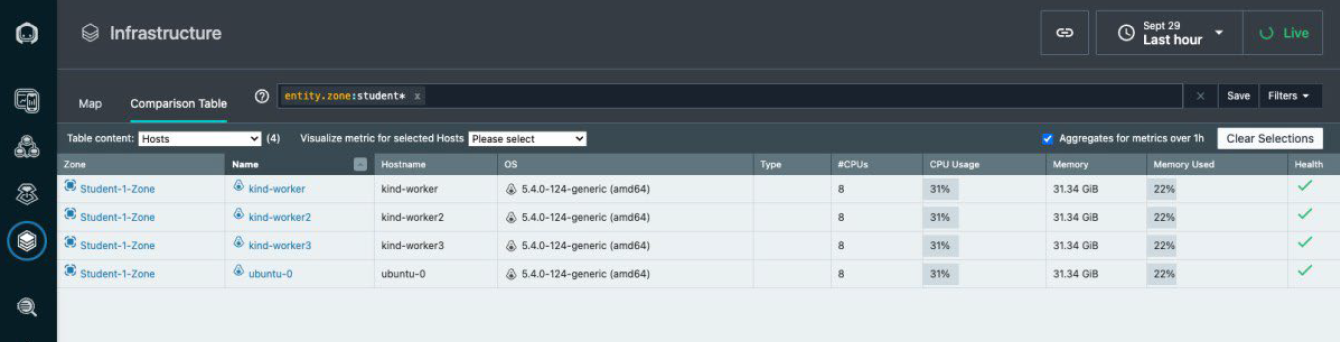 Infrastructure
Sept 29
Last hour
Live
Map
Comparison Table
entity.zone:student* x
Save
Filters
Table content: Hosts (4) Visualize metric for selected Hosts Please select
Aggregates for metrics over 1h
Clear Selections
Zone Name Hostname OS Type #CPUs CPU Usage Memory Memory Used Health
Student-1-Zone kind-worker kind-worker 5.4.0-124-generic (amd64) 8 31% 31.34 GiB 22%
Student-1-Zone kind-worker2 kind-worker2 5.4.0-124-generic (amd64) 8 31% 31.34 GiB 22%
Student-1-Zone kind-worker3 kind-worker3 5.4.0-124-generic (amd64) 8 31% 31.34 GiB 22%
Student-1-Zone ubuntu-0 ubuntu-0 5.4.0-124-generic (amd64) 8 31% 31.34 GiB 22%